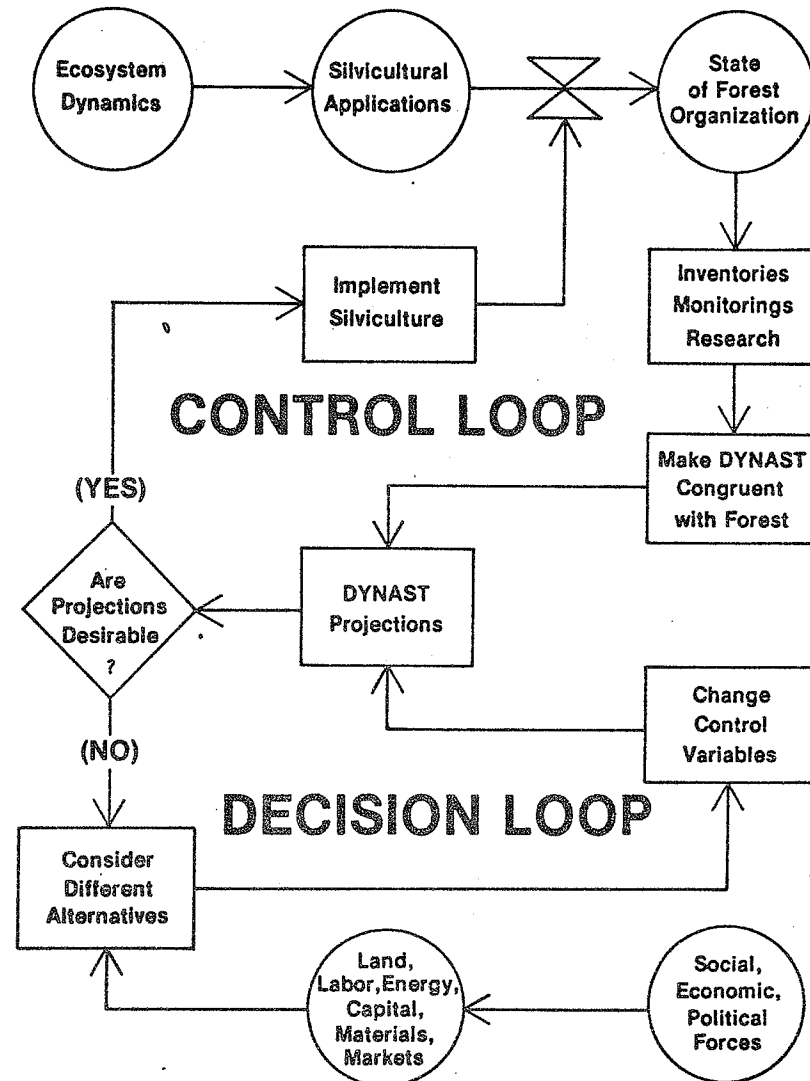 Ecosystem
Dynamics
Silvicultural
Applications
State
of Forest
Organization
Implement
Silviculture
Inventories
Monitorings
Research
CONTROL LOOP
(YES)
Make DYNAST
Congruent
with Forest
Are
Projections
Desirable
?
DYNAST
Projections
Change
Control
Variables
(NO)
DECISION LOOP
Consider
Different
Alternatives
Land,
Labor,Energy,
Capital,
Materials,
Markets
Social,
Economic,
Political
Forces